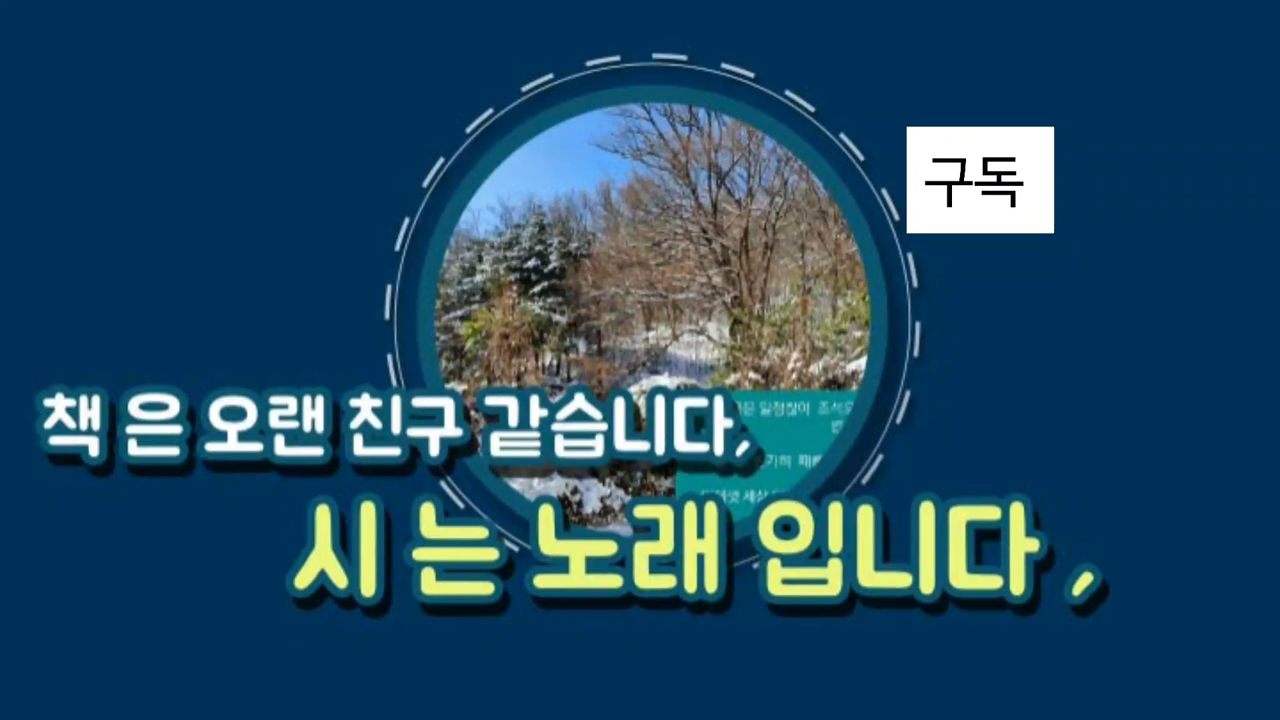 구독
책 은 오랜 친구 같습니다,
시 는 노래 입니다 ,